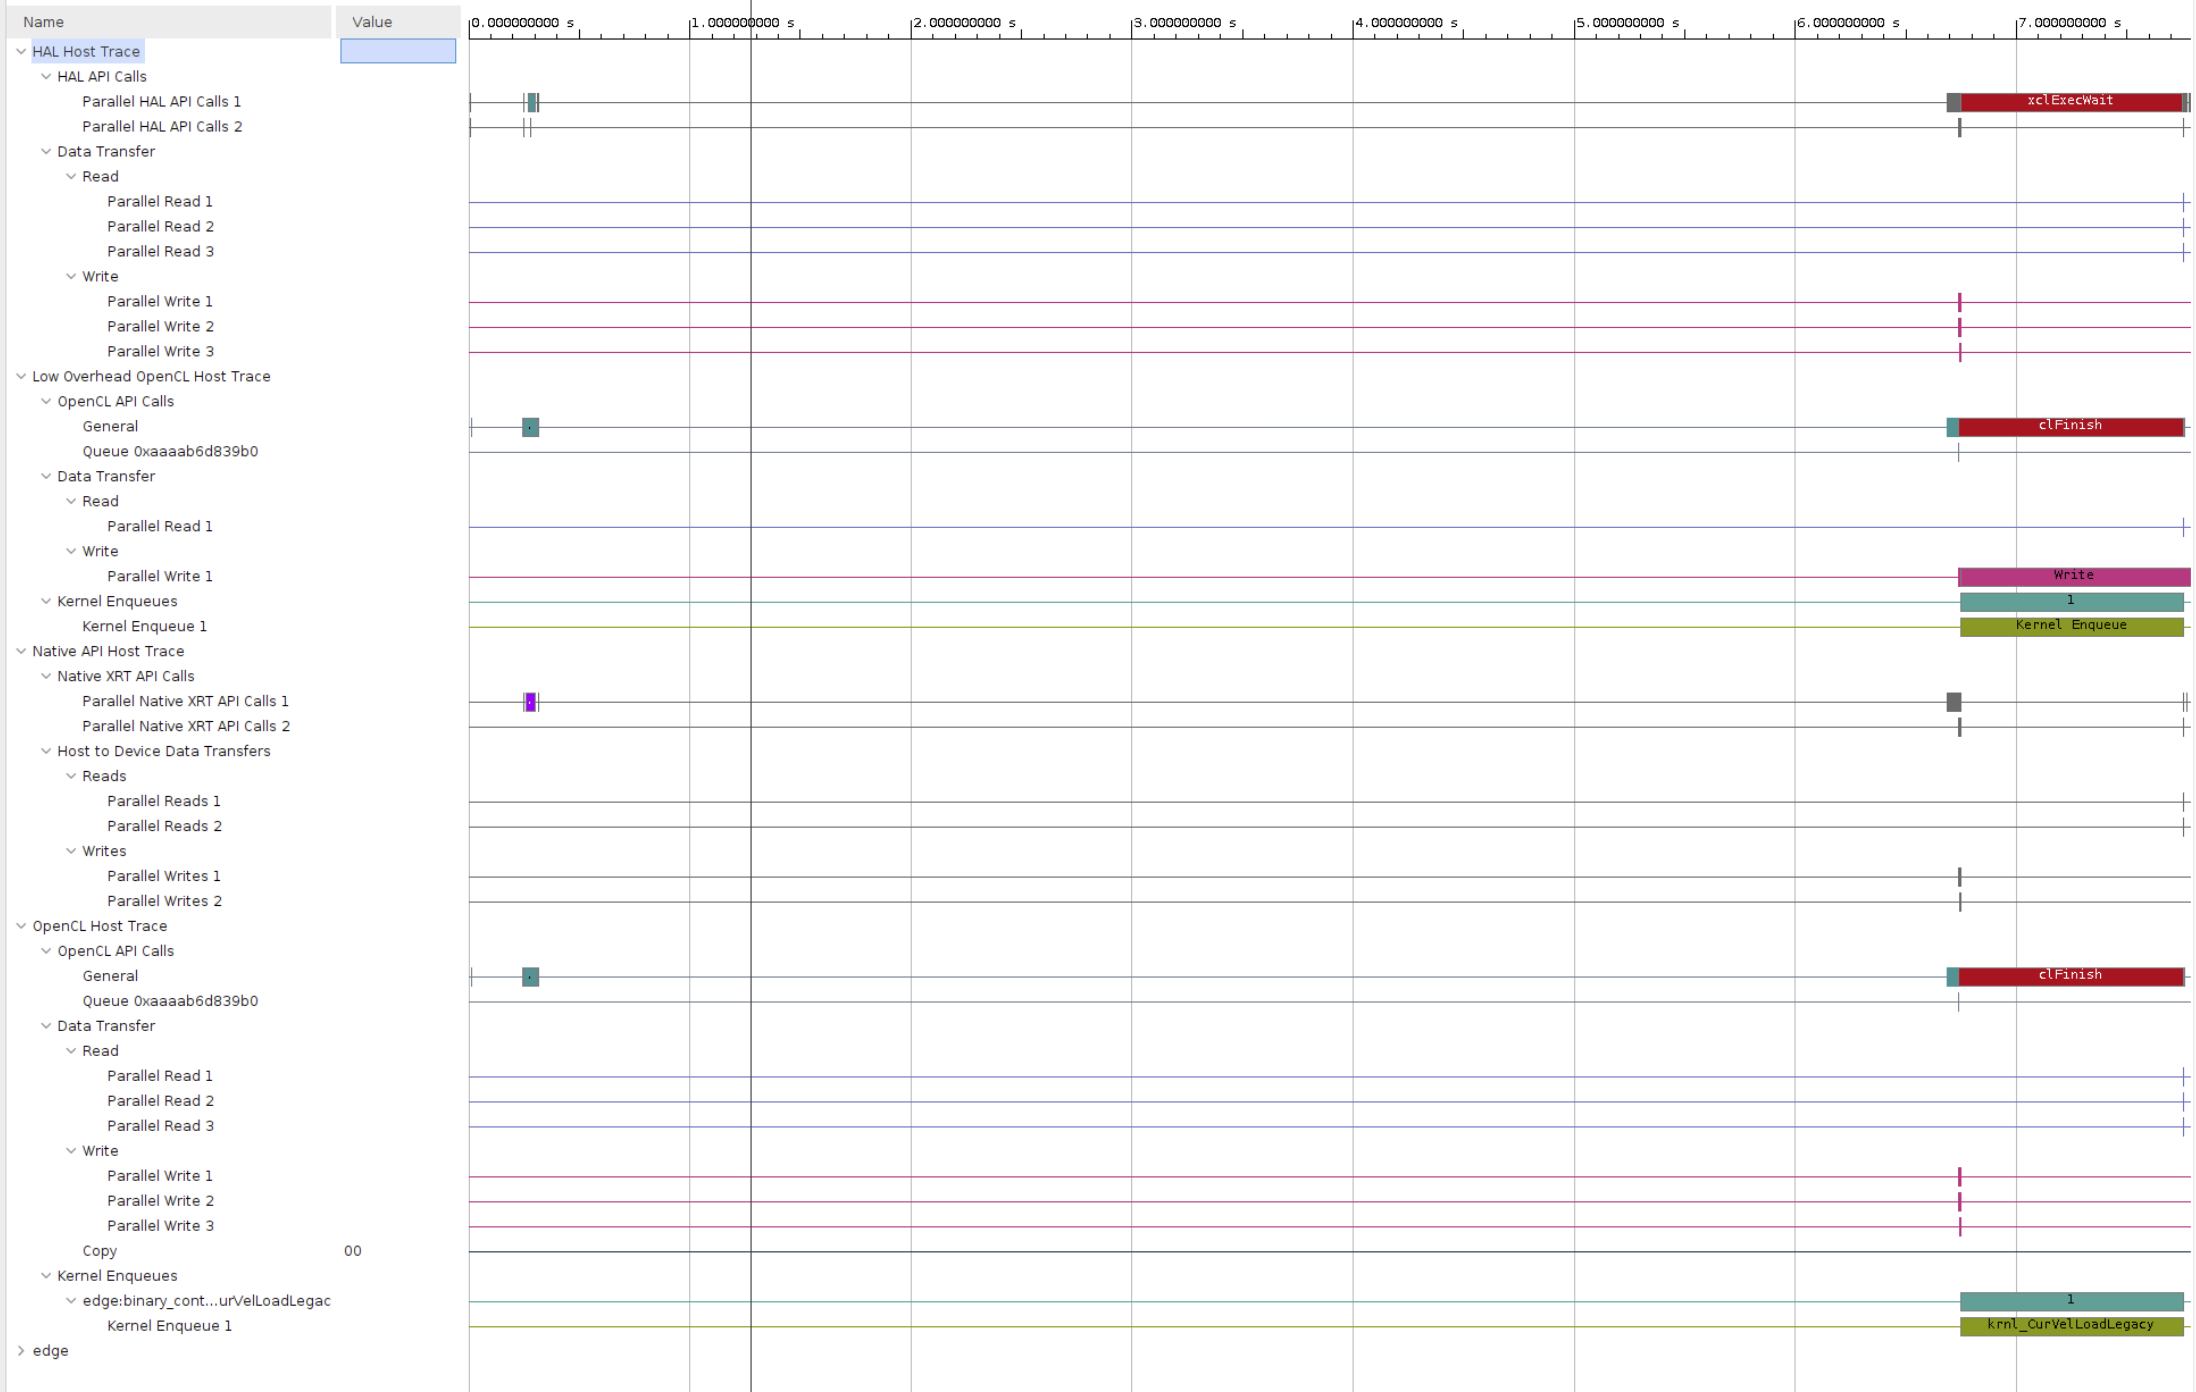 Name Value 0.000000000 s 1.000000000 s 2.000000000 s 3.000000000 s 4.000000000 s 5.000000000 s 6.000000000 s 7.000000000 s
HAL Host Trace
HAL API Calls
Parallel HAL API Calls 1 xclExecWait
Parallel HAL API Calls 2
Data Transfer
Read
Parallel Read 1
Parallel Read 2
Parallel Read 3
Write
Parallel Write 1
Parallel Write 2
Parallel Write 3
Low Overhead OpenCL Host Trace
OpenCL API Calls
General clFinish
Queue 0xaaaab6d839b0
Data Transfer
Read
Parallel Read 1
Write
Parallel Write 1 Write
Kernel Enqueues 1
Kernel Enqueue 1 Kernel Enqueue
Native API Host Trace
Native XRT API Calls
Parallel Native XRT API Calls 1
Parallel Native XRT API Calls 2
Host to Device Data Transfers
Reads
Parallel Reads 1
Parallel Reads 2
Writes
Parallel Writes 1
Parallel Writes 2
OpenCL Host Trace
OpenCL API Calls
General clFinish
Queue 0xaaaab6d839b0
Data Transfer
Read
Parallel Read 1
Parallel Read 2
Parallel Read 3
Write
Parallel Write 1
Parallel Write 2
Parallel Write 3
Copy 00
Kernel Enqueues
edge:binary_cont...urVelLoadLegac 1
Kernel Enqueue 1 krnl_CurVelLoadLegacy
edge